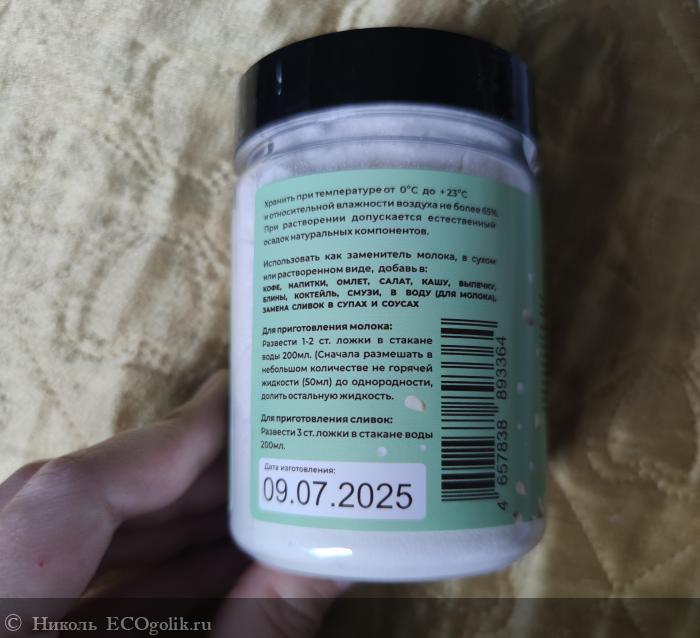 Хранить при температуре от 0°С до +23°С
и относительной влажности воздуха не более 65%.
При растворении допускается естественный
осадок натуральных компонентов.
Использовать как заменитель молока, в сухом
или растворенном виде, добавь в:
КОФЕ, НАПИТКИ, ОМЛЕТ, САЛАТ, КАШУ, ВЫПЕЧКУ,
БЛИНЫ, КОКТЕЙЛЬ, СМУЗИ, В ВОДУ (ДЛЯ МОЛОКА),
ЗАМЕНА СЛИВОК В СУПАХ И СОУСАХ
Для приготовления молока:
Развести 1-2 ст. ложки в стакане
воды 200мл. (Сначала размешать в
небольшом количестве не горячей
жидкости (50мл) до однородности,
долить остальную жидкость.
Для приготовления сливок:
Развести 3 ст. ложки в стакане воды
200мл.
Дата изготовления:
09.07.2025
4 657838 893364
© Николь ECOgolik.ru